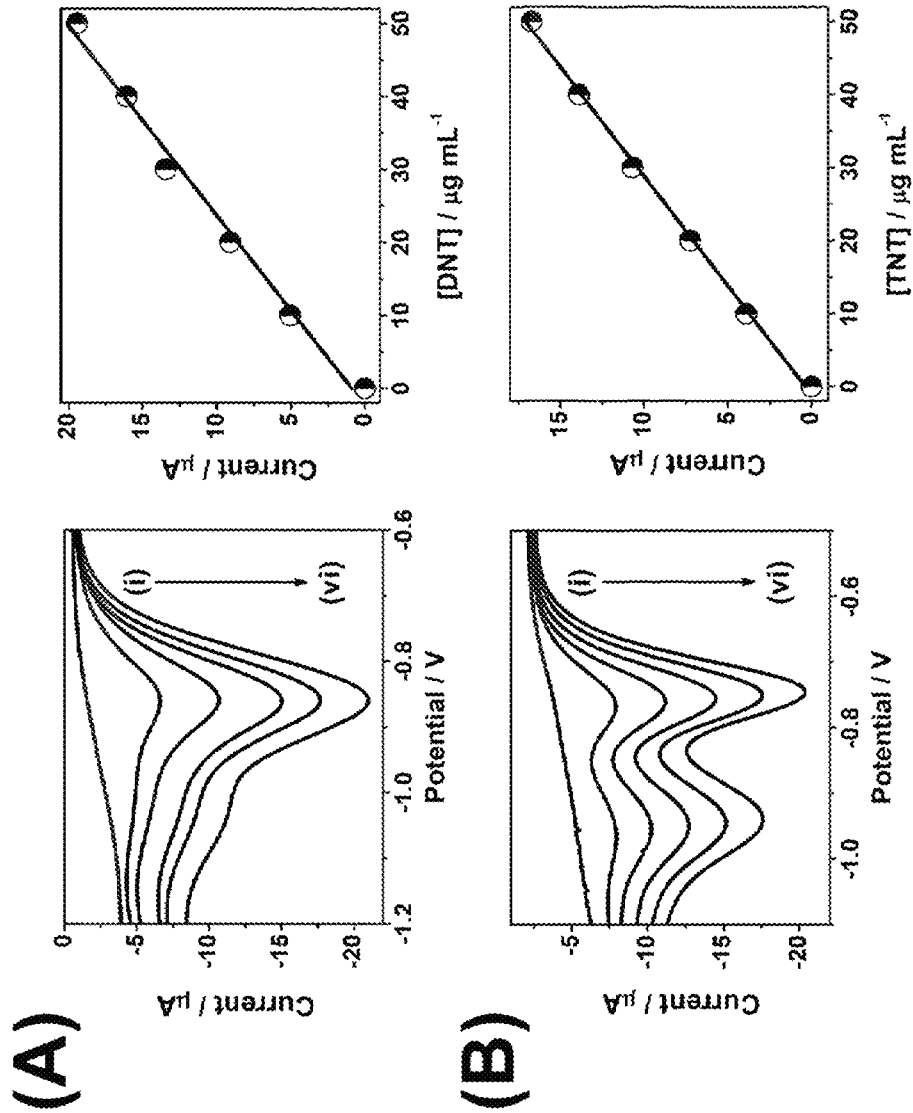 (A)
Current / µA
0
-5
-10
-15
-20
-1.2
-1.0
-0.8
-0.6
Potential / V
(i)
(vi)
Current / µA
20
15
10
5
0
0
10
20
30
40
50
[DNT] / µg mL⁻¹
(B)
Current / µA
-5
-10
-15
-20
-1.0
-0.8
-0.6
Potential / V
(i)
(vi)
Current / µA
15
10
5
0
0
10
20
30
40
50
[TNT] / µg mL⁻¹